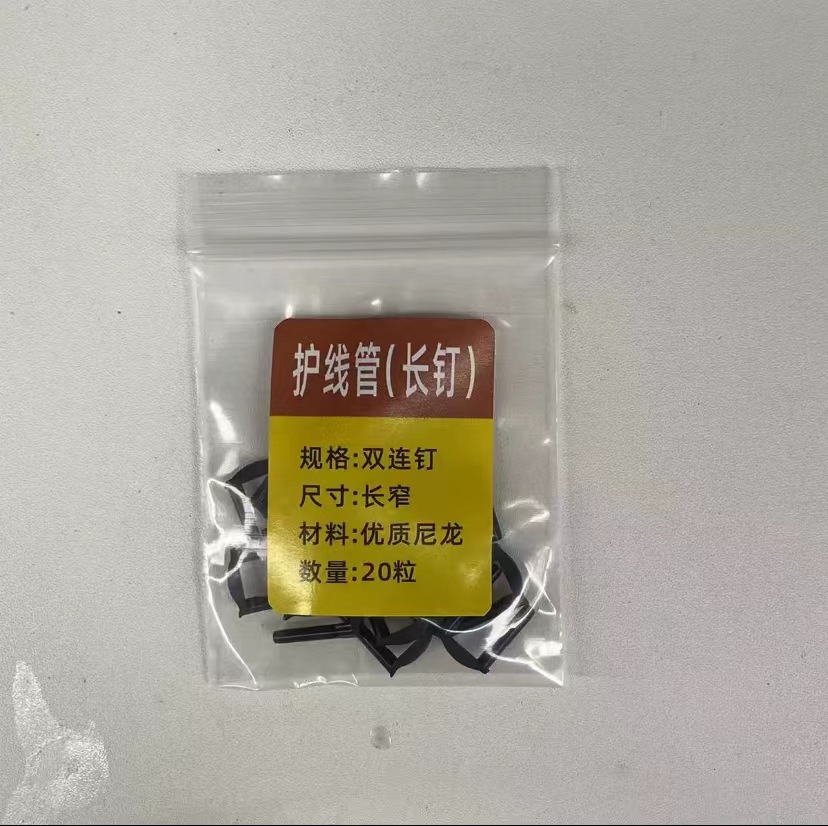 护线管(长钉)
规格:双连钉
尺寸:长窄
材料:优质尼龙
数量:20粒